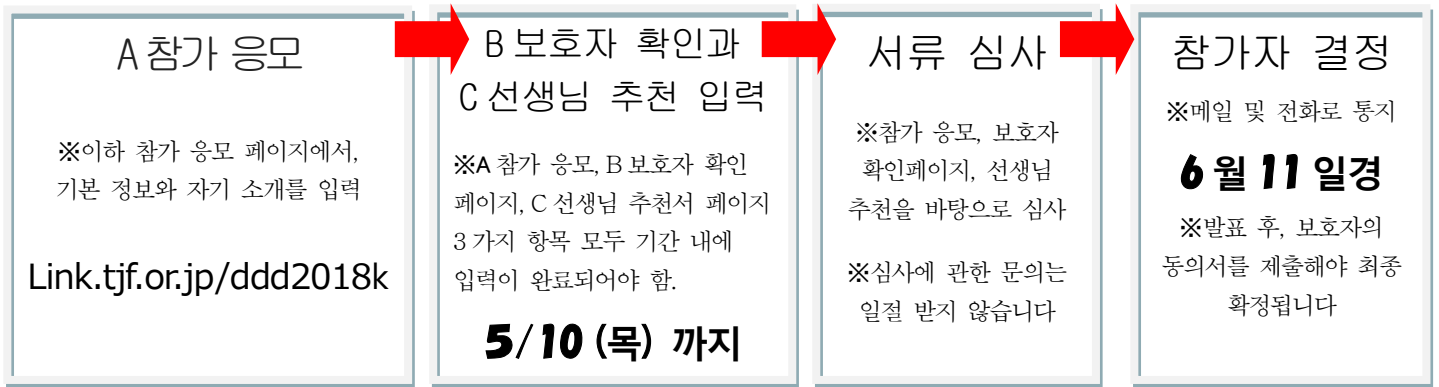 A 참가 응모
※이하 참가 응모 페이지에서,
기본 정보와 자기 소개를 입력
Link.tjf.or.jp/ddd2018k
B 보호자 확인과
C 선생님 추천 입력
※A 참가 응모, B 보호자 확인
페이지, C 선생님 추천서 페이지
3 가지 항목 모두 기간 내에
입력이 완료되어야 함.
5/10 (목) 까지
서류 심사
※참가 응모, 보호자
확인페이지, 선생님
추천을 바탕으로 심사
※심사에 관한 문의는
일절 받지 않습니다
참가자 결정
※메일 및 전화로 통지
6 월 11 일경
※발표 후, 보호자의
동의서를 제출해야 최종
확정됩니다